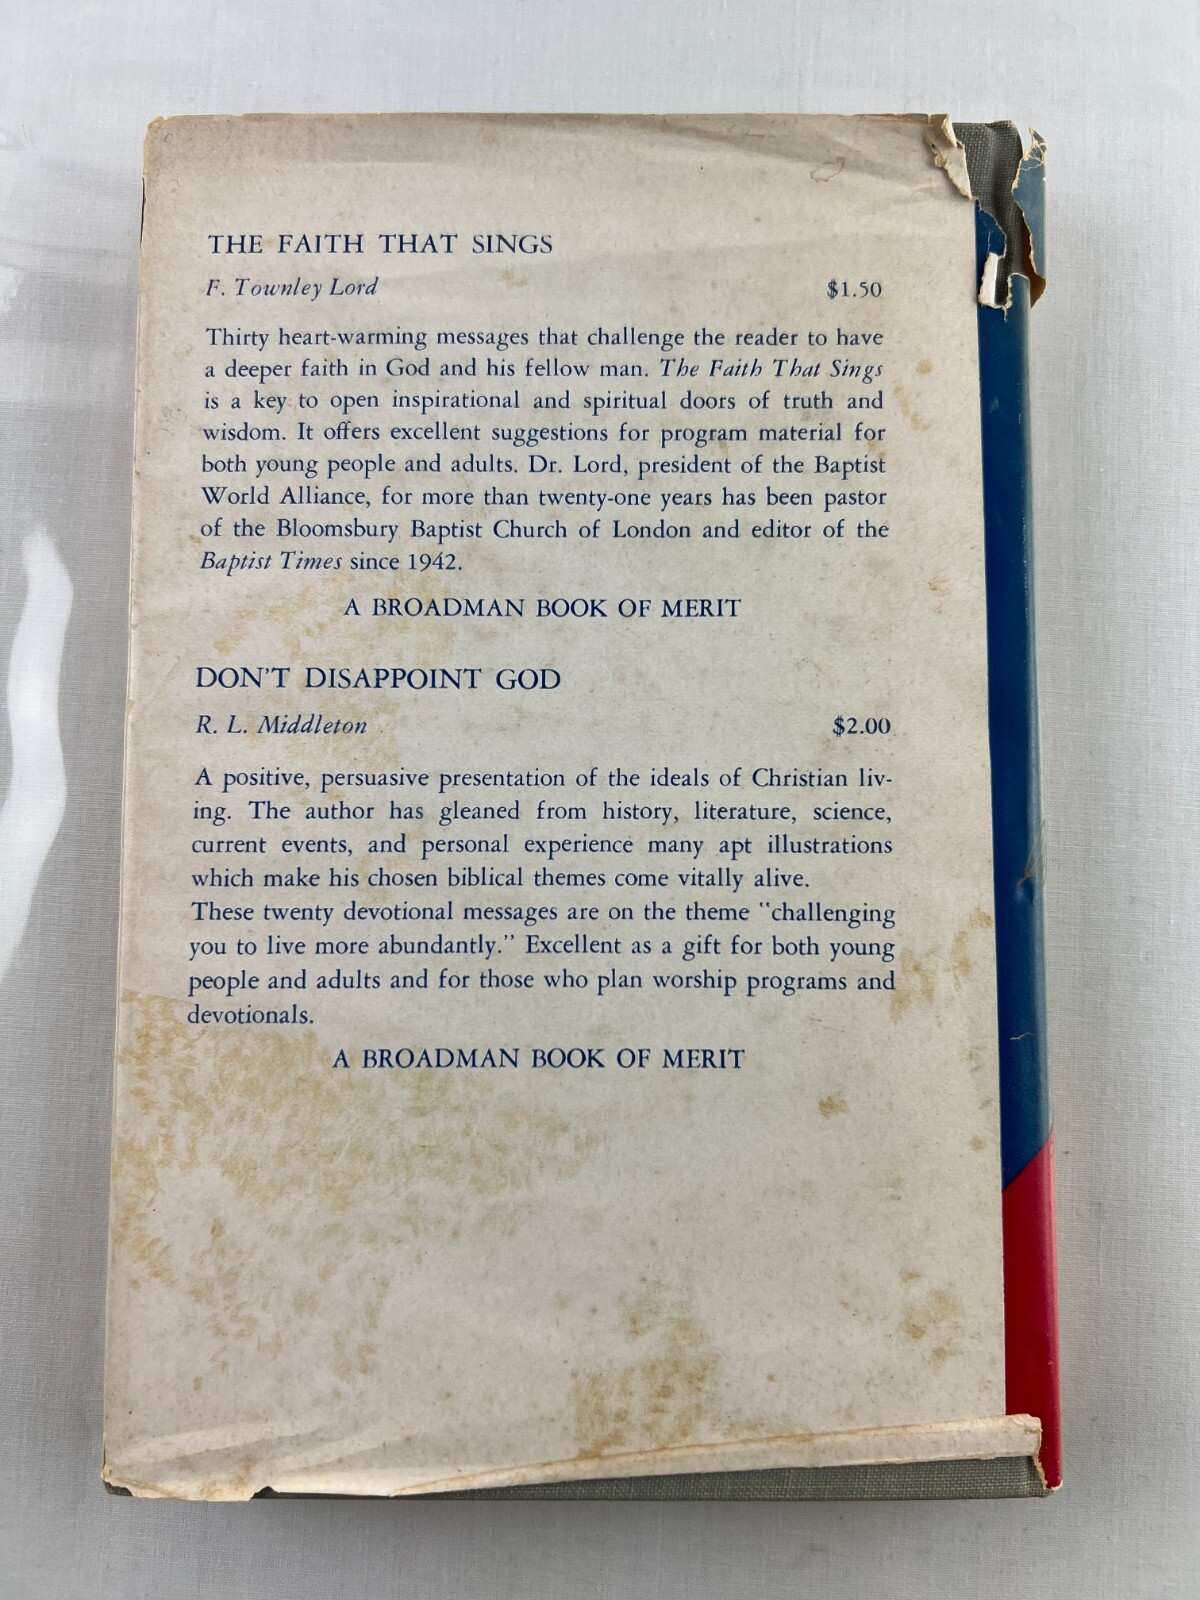 THE FAITH THAT SINGS
F. Townley Lord $1.50
Thirty heart-warming messages that challenge the reader to have
a deeper faith in God and his fellow man. The Faith That Sings
is a key to open inspirational and spiritual doors of truth and
wisdom. It offers excellent suggestions for program material for
both young people and adults. Dr. Lord, president of the Baptist
World Alliance, for more than twenty-one years has been pastor
of the Bloomsbury Baptist Church of London and editor of the
Baptist Times since 1942.
A BROADMAN BOOK OF MERIT
DON'T DISAPPOINT GOD
R. L. Middleton $2.00
A positive, persuasive presentation of the ideals of Christian liv-
ing. The author has gleaned from history, literature, science,
current events, and personal experience many apt illustrations
which make his chosen biblical themes come vitally alive.
These twenty devotional messages are on the theme "challenging
you to live more abundantly." Excellent as a gift for both young
people and adults and for those who plan worship programs and
devotionals.
A BROADMAN BOOK OF MERIT